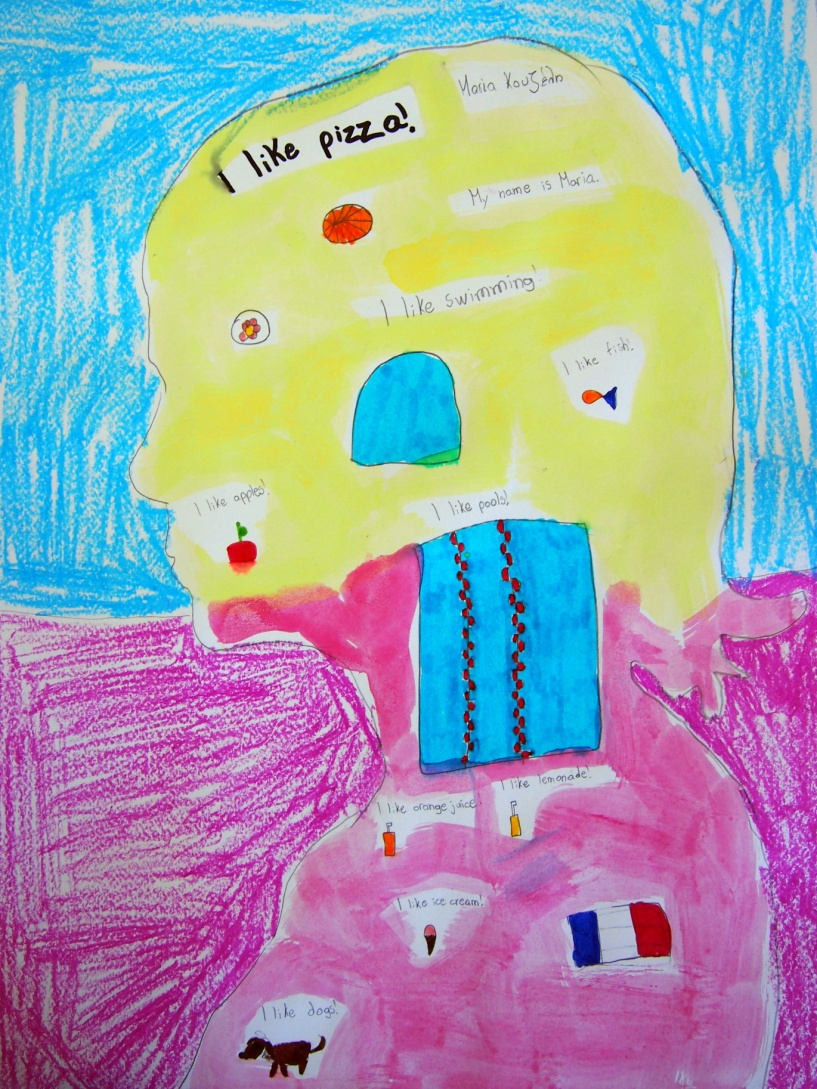 Maria Κουζέλη
I like pizza!
My name is Maria.
I like swimming!
I like fish!
I like apples!
I like pools!
I like lemonade!
I like orange juice!
I like ice cream!
I like dogs!